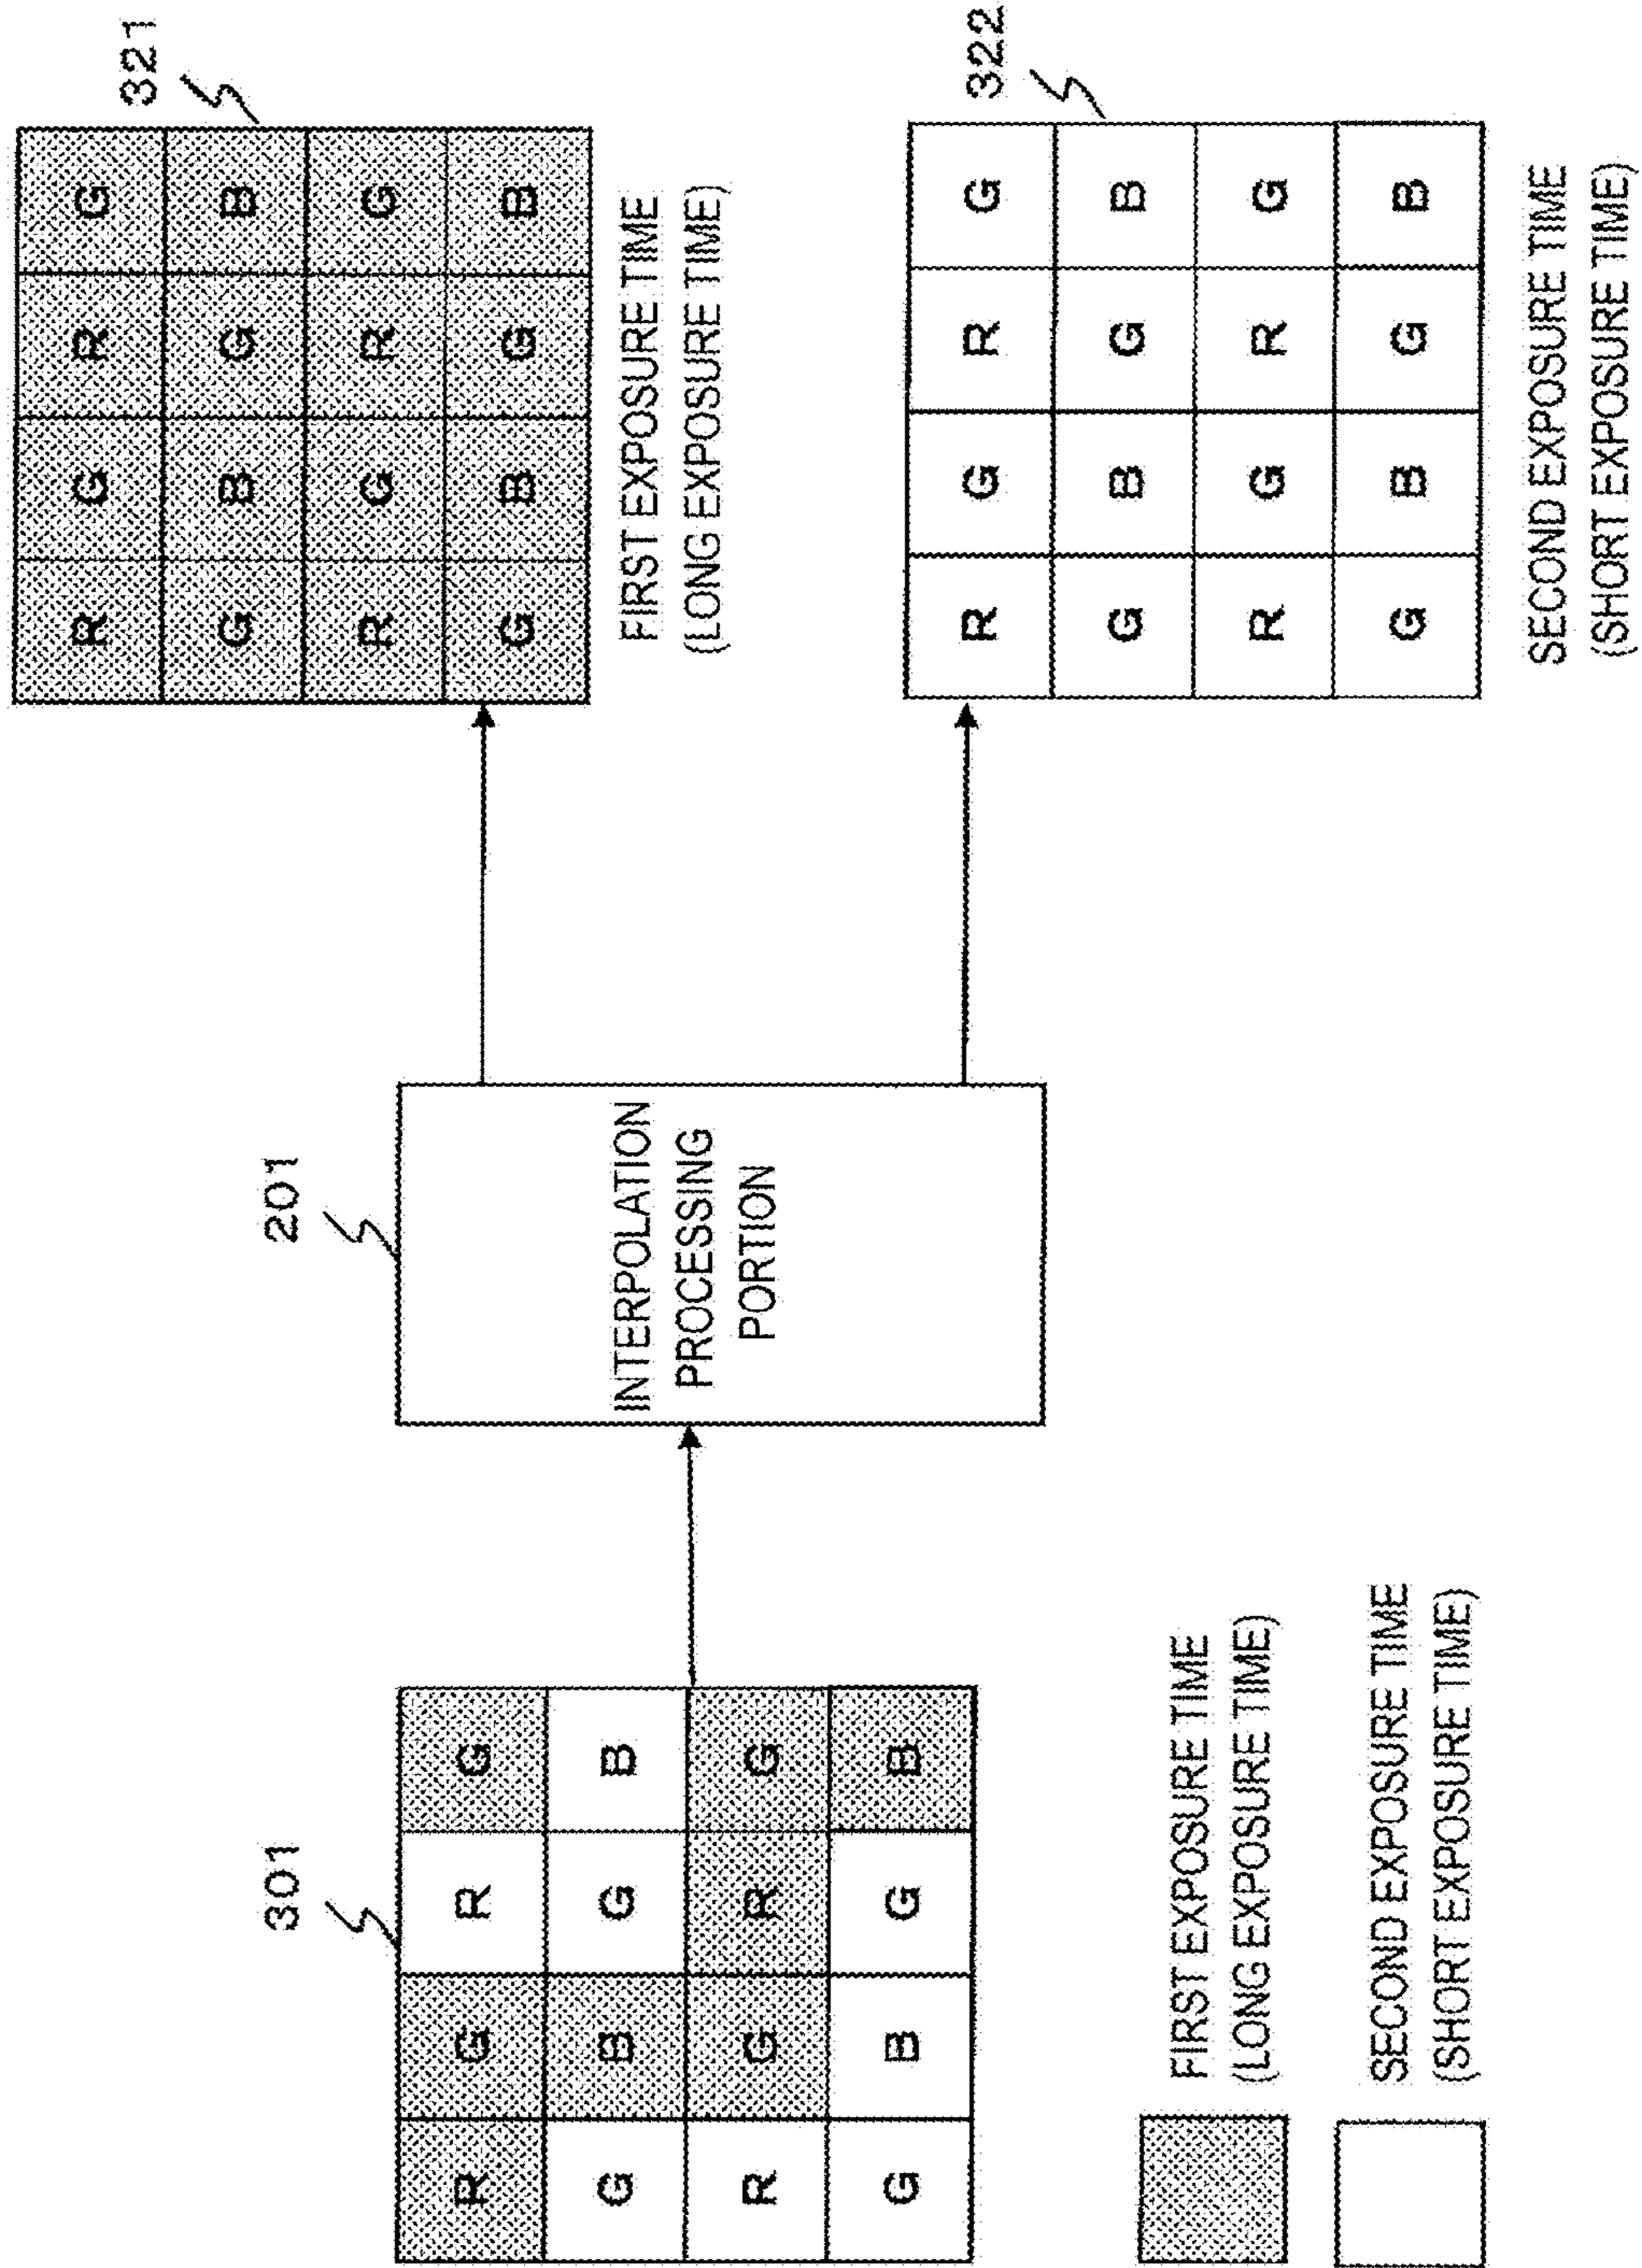 301
R G R G
G B G B
R G R G
G B G B
FIRST EXPOSURE TIME
(LONG EXPOSURE TIME)
SECOND EXPOSURE TIME
(SHORT EXPOSURE TIME)
201
INTERPOLATION
PROCESSING
PORTION
321
R G R G
G B G B
R G R G
G B G B
FIRST EXPOSURE TIME
(LONG EXPOSURE TIME)
322
R G R G
G B G B
R G R G
G B G B
SECOND EXPOSURE TIME
(SHORT EXPOSURE TIME)